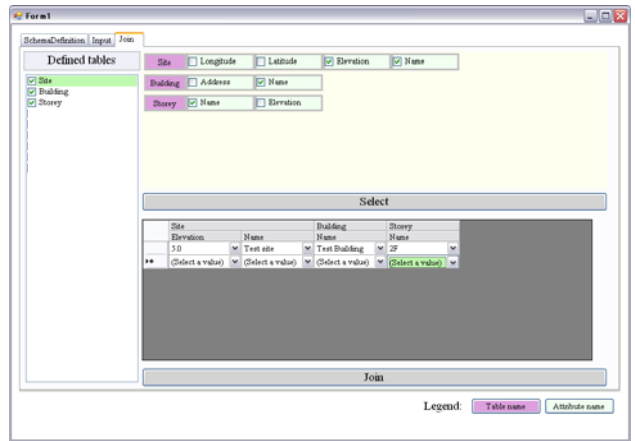 Form1
SchemaDefinition Input Join
Defined tables
Site
Building
Storey
Site Longitude Latitude Elevation Name
Building Address Name
Storey Name Elevation
Select
Site Building Storey
Elevation Name Name Name
5.0 Test site Test Building 2F
(Select a value) (Select a value) (Select a value) (Select a value)
Join
Legend: Table name Attribute name